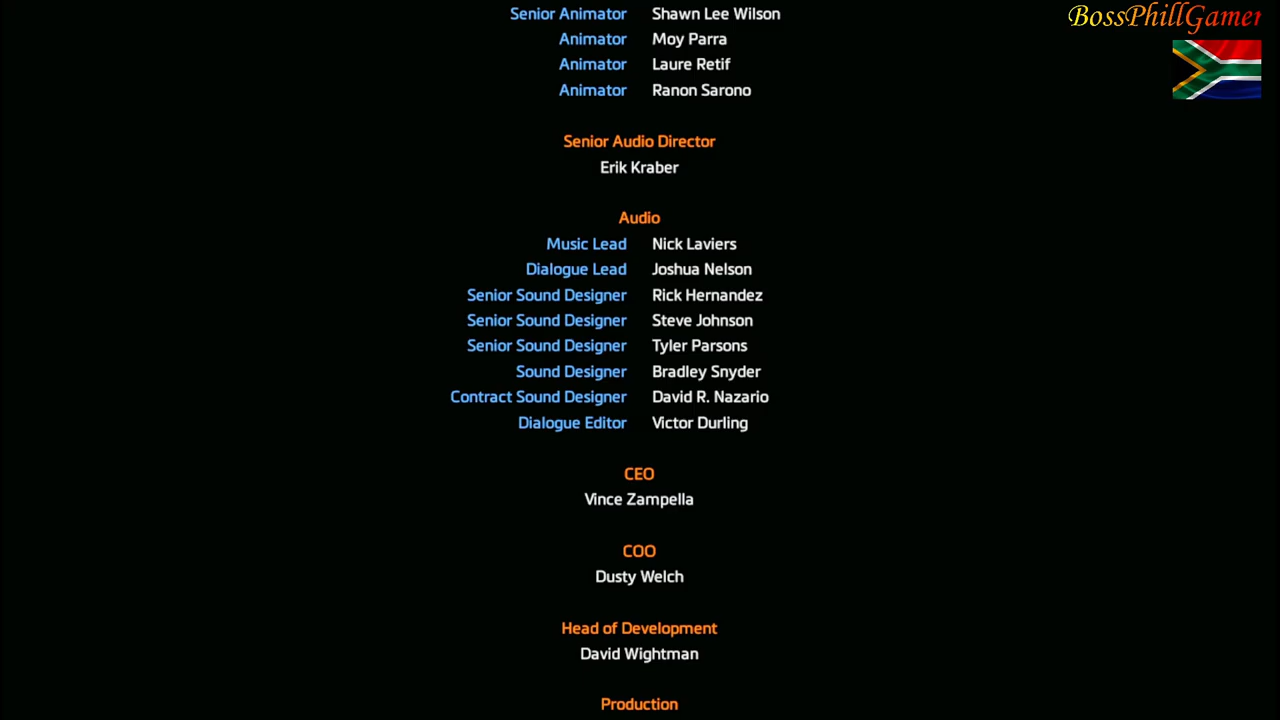 Senior Animator Shawn Lee Wilson
BossPhillGamer
Animator Moy Parra
Animator Laure Retif
Animator Ranon Sarono
Senior Audio Director
Erik Kraber
Audio
Music Lead Nick Laviers
Dialogue Lead Joshua Nelson
Senior Sound Designer Rick Hernandez
Senior Sound Designer Steve Johnson
Senior Sound Designer Tyler Parsons
Sound Designer Bradley Snyder
Contract Sound Designer David R. Nazario
Dialogue Editor Victor Durling
CEO
Vince Zampella
COO
Dusty Welch
Head of Development
David Wightman
Production